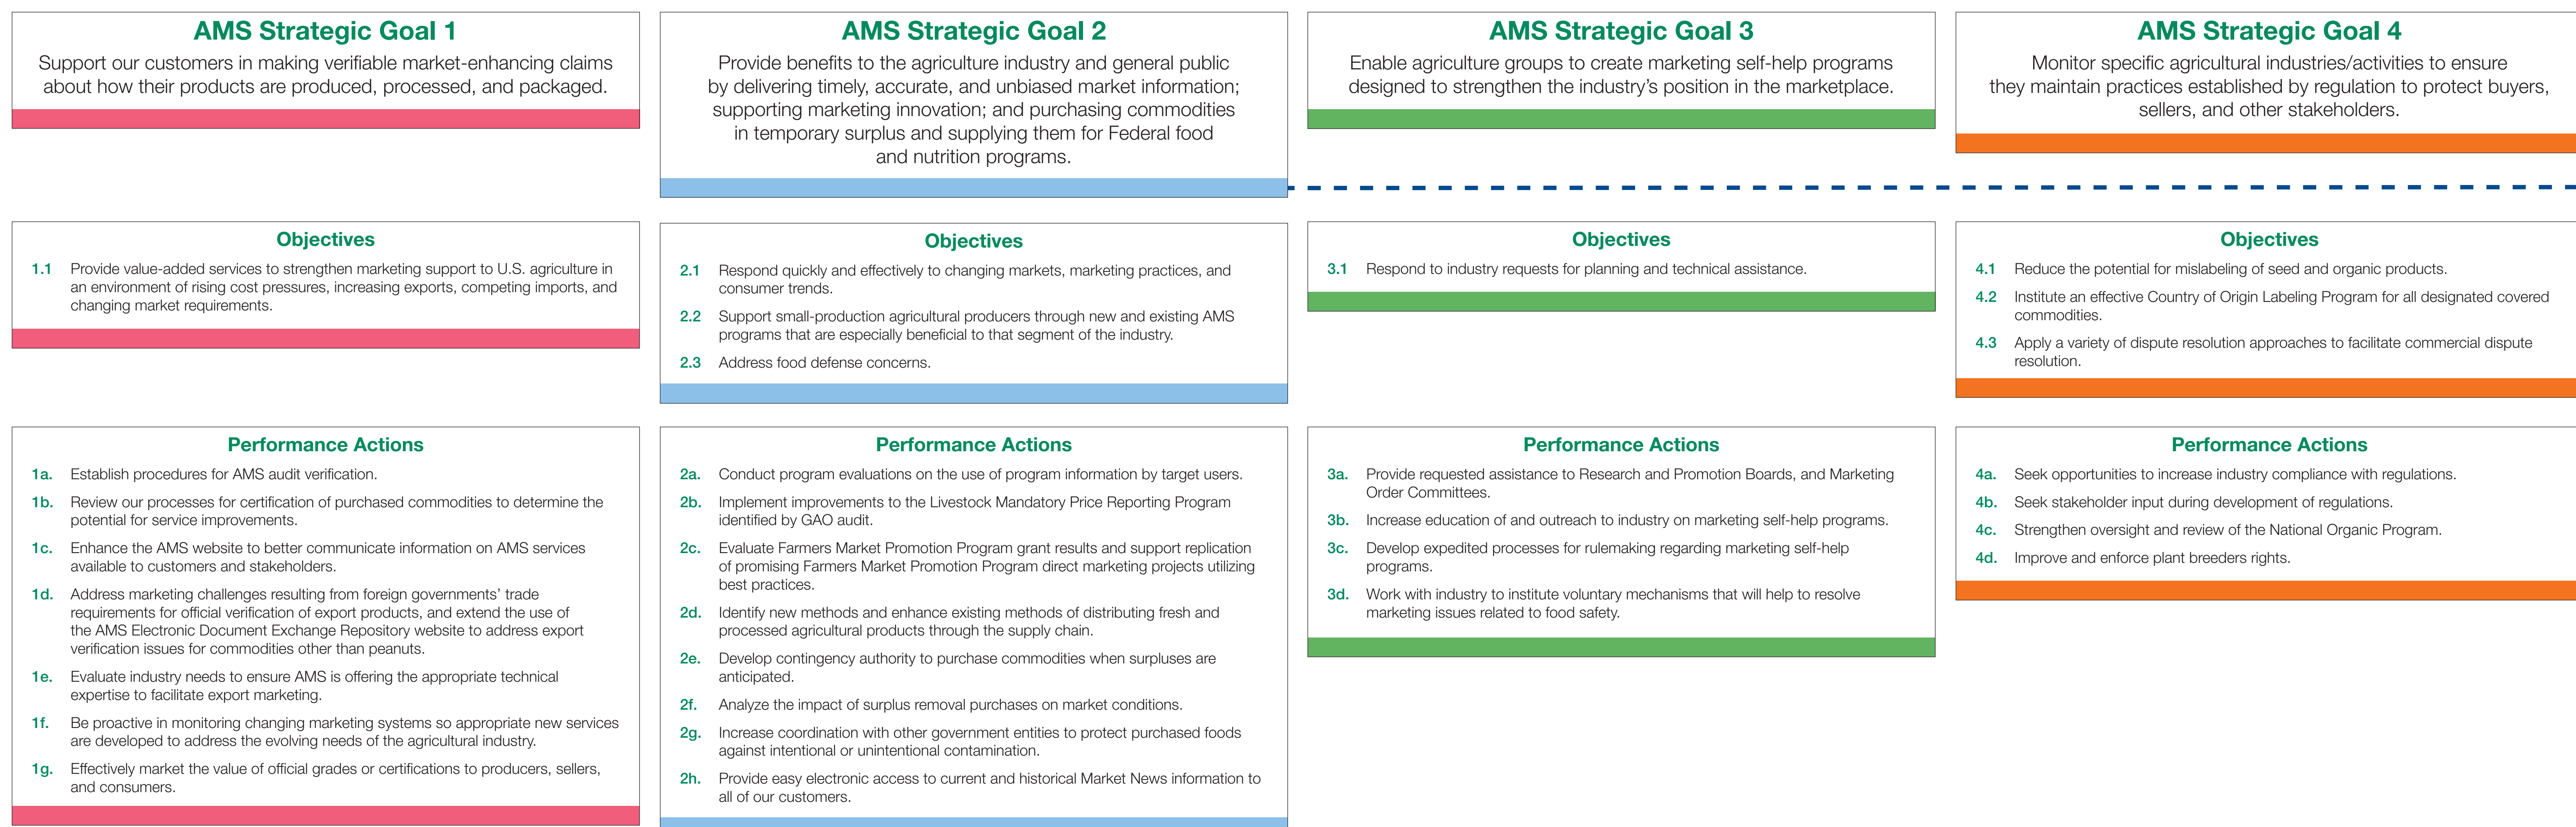 AMS Strategic Goal 1
Support our customers in making verifiable market-enhancing claims
about how their products are produced, processed, and packaged.
AMS Strategic Goal 2
Provide benefits to the agriculture industry and general public
by delivering timely, accurate, and unbiased market information;
supporting marketing innovation; and purchasing commodities
in temporary surplus and supplying them for Federal food
and nutrition programs.
AMS Strategic Goal 3
Enable agriculture groups to create marketing self-help programs
designed to strengthen the industry’s position in the marketplace.
AMS Strategic Goal 4
Monitor specific agricultural industries/activities to ensure
they maintain practices established by regulation to protect buyers,
sellers, and other stakeholders.
Objectives
1.1 Provide value-added services to strengthen marketing support to U.S. agriculture in
an environment of rising cost pressures, increasing exports, competing imports, and
changing market requirements.
Objectives
2.1 Respond quickly and effectively to changing markets, marketing practices, and
consumer trends.
2.2 Support small-production agricultural producers through new and existing AMS
programs that are especially beneficial to that segment of the industry.
2.3 Address food defense concerns.
Objectives
3.1 Respond to industry requests for planning and technical assistance.
Objectives
4.1 Reduce the potential for mislabeling of seed and organic products.
4.2 Institute an effective Country of Origin Labeling Program for all designated covered
commodities.
4.3 Apply a variety of dispute resolution approaches to facilitate commercial dispute
resolution.
Performance Actions
1a. Establish procedures for AMS audit verification.
1b. Review our processes for certification of purchased commodities to determine the
potential for service improvements.
1c. Enhance the AMS website to better communicate information on AMS services
available to customers and stakeholders.
1d. Address marketing challenges resulting from foreign governments’ trade
requirements for official verification of export products, and extend the use of
the AMS Electronic Document Exchange Repository website to address export
verification issues for commodities other than peanuts.
1e. Evaluate industry needs to ensure AMS is offering the appropriate technical
expertise to facilitate export marketing.
1f. Be proactive in monitoring changing marketing systems so appropriate new services
are developed to address the evolving needs of the agricultural industry.
1g. Effectively market the value of official grades or certifications to producers, sellers,
and consumers.
Performance Actions
2a. Conduct program evaluations on the use of program information by target users.
2b. Implement improvements to the Livestock Mandatory Price Reporting Program
identified by GAO audit.
2c. Evaluate Farmers Market Promotion Program grant results and support replication
of promising Farmers Market Promotion Program direct marketing projects utilizing
best practices.
2d. Identify new methods and enhance existing methods of distributing fresh and
processed agricultural products through the supply chain.
2e. Develop contingency authority to purchase commodities when surpluses are
anticipated.
2f. Analyze the impact of surplus removal purchases on market conditions.
2g. Increase coordination with other government entities to protect purchased foods
against intentional or unintentional contamination.
2h. Provide easy electronic access to current and historical Market News information to
all of our customers.
Performance Actions
3a. Provide requested assistance to Research and Promotion Boards, and Marketing
Order Committees.
3b. Increase education of and outreach to industry on marketing self-help programs.
3c. Develop expedited processes for rulemaking regarding marketing self-help
programs.
3d. Work with industry to institute voluntary mechanisms that will help to resolve
marketing issues related to food safety.
Performance Actions
4a. Seek opportunities to increase industry compliance with regulations.
4b. Seek stakeholder input during development of regulations.
4c. Strengthen oversight and review of the National Organic Program.
4d. Improve and enforce plant breeders rights.